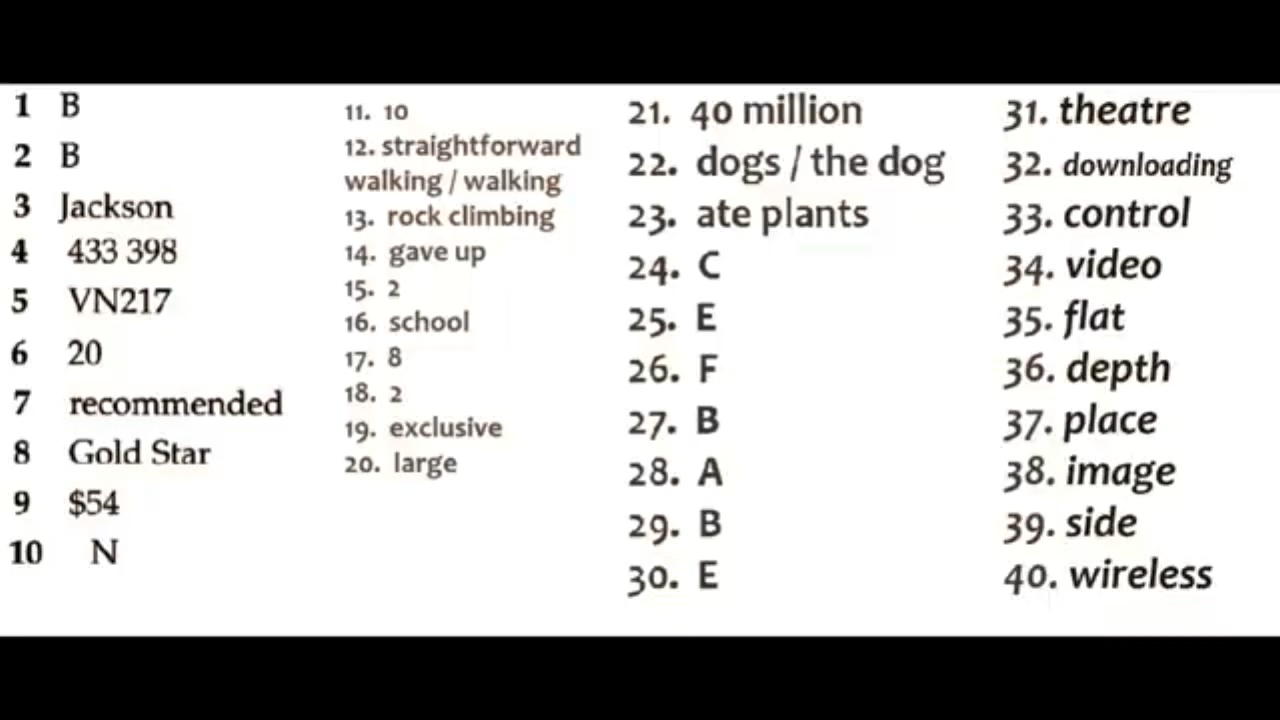 1 B
2 B
3 Jackson
4 433 398
5 VN217
6 20
7 recommended
8 Gold Star
9 $54
10 N
11. 10
12. straightforward
walking / walking
13. rock climbing
14. gave up
15. 2
16. school
17. 8
18. 2
19. exclusive
20. large
21. 40 million
22. dogs / the dog
23. ate plants
24. C
25. E
26. F
27. B
28. A
29. B
30. E
31. theatre
32. downloading
33. control
34. video
35. flat
36. depth
37. place
38. image
39. side
40. wireless